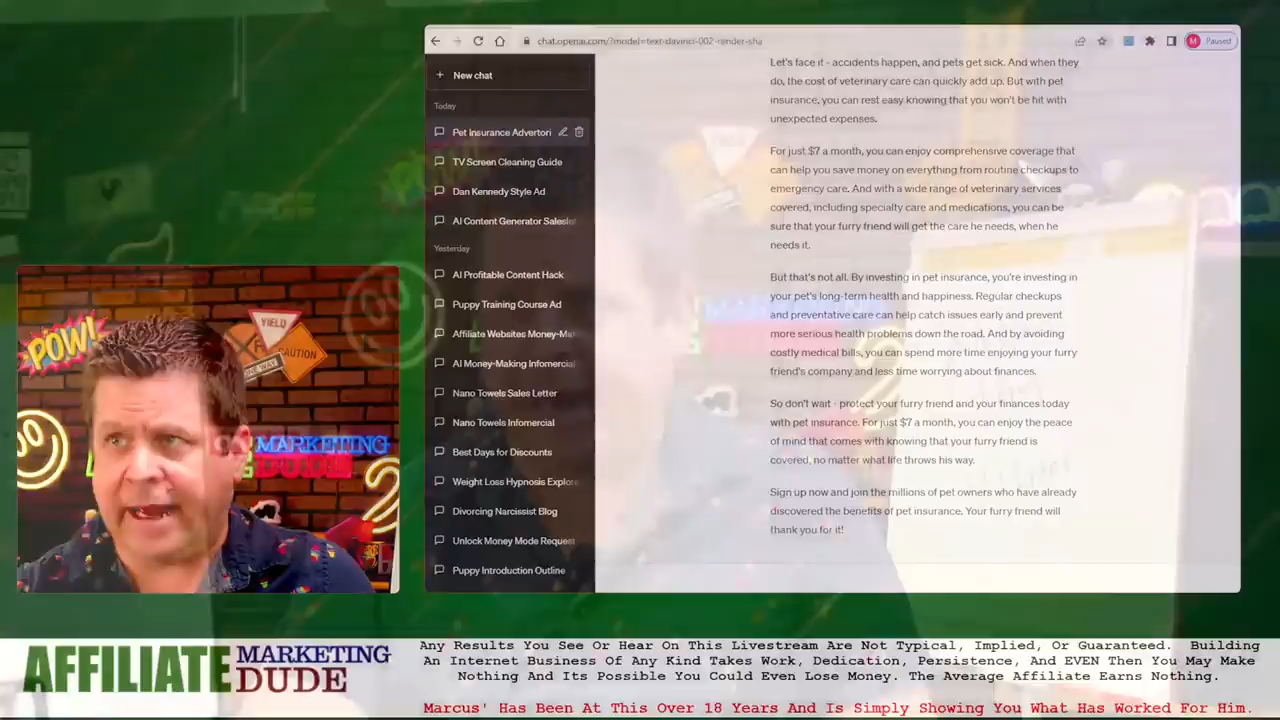 chat.openai.com/?model=text-davinci-002-render-sha
M Paused
New chat
Today
Pet Insurance Advertori
TV Screen Cleaning Guide
Dan Kennedy Style Ad
AI Content Generator Saleslet
Yesterday
AI Profitable Content Hack
Puppy Training Course Ad
Affiliate Websites Money-Ma
AI Money-Making Infomercial
Nano Towels Sales Letter
Nano Towels Infomercial
Best Days for Discounts
Weight Loss Hypnosis Explor
Divorcing Narcissist Blog
Unlock Money Mode Request
Puppy Introduction Outline
Let's face it - accidents happen, and pets get sick. And when they
do, the cost of veterinary care can quickly add up. But with pet
insurance, you can rest easy knowing that you won't be hit with
unexpected expenses.
For just $7 a month, you can enjoy comprehensive coverage that
can help you save money on everything from routine checkups to
emergency care. And with a wide range of veterinary services
covered, including specialty care and medications, you can be
sure that your furry friend will get the care he needs, when he
needs it.
But that's not all. By investing in pet insurance, you're investing in
your pet's long-term health and happiness. Regular checkups
and preventative care can help catch issues early and prevent
more serious health problems down the road. And by avoiding
costly medical bills, you can spend more time enjoying your furry
friend's company and less time worrying about finances.
So don't wait - protect your furry friend and your finances today
with pet insurance. For just $7 a month, you can enjoy the peace
of mind that comes with knowing that your furry friend is
covered, no matter what life throws his way.
Sign up now and join the millions of pet owners who have already
discovered the benefits of pet insurance. Your furry friend will
thank you for it!
POW!
YIELD
CAUTION
MARKETING
AFFILIATE MARKETING
DUDE
Any Results You See Or Hear On This Livestream Are Not Typical, Implied, Or Guaranteed. Building
An Internet Business Of Any Kind Takes Work, Dedication, Persistence, And EVEN Then You May Make
Nothing And Its Possible You Could Even Lose Money. The Average Affiliate Earns Nothing.
Marcus' Has Been At This Over 18 Years And Is Simply Showing You What Has Worked For Him.